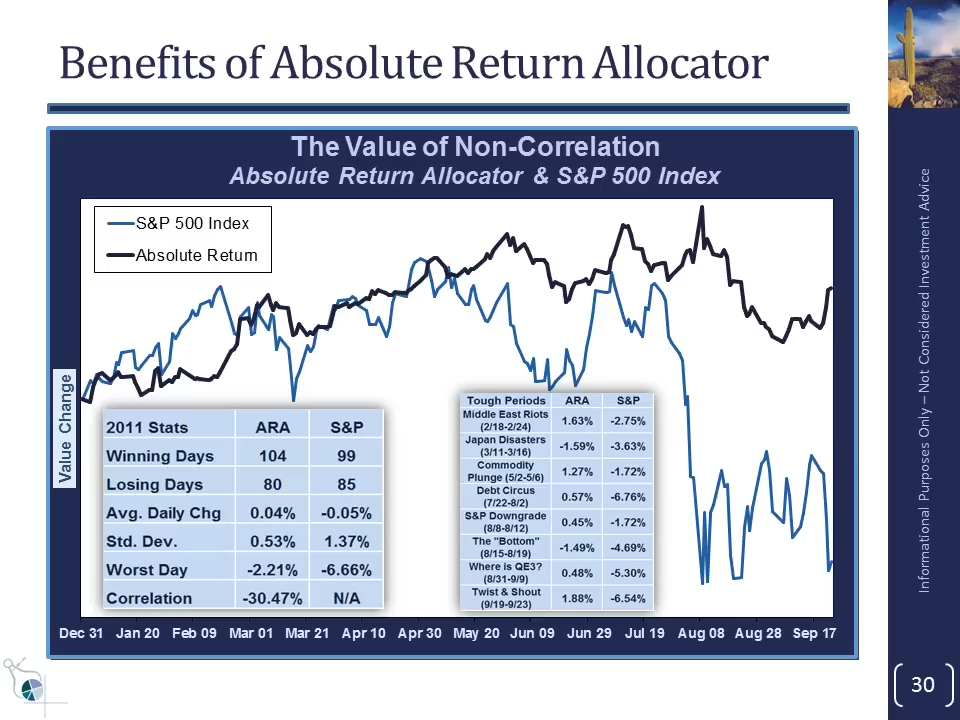 Benefits of Absolute Return Allocator
The Value of Non-Correlation
Absolute Return Allocator & S&P 500 Index
S&P 500 Index
Absolute Return
Value Change
2011 Stats ARA S&P
Winning Days 104 99
Losing Days 80 85
Avg. Daily Chg 0.04% -0.05%
Std. Dev. 0.53% 1.37%
Worst Day -2.21% -6.66%
Correlation -30.47% N/A
Tough Periods ARA S&P
Middle East Riots
(2/18-2/24) 1.63% -2.75%
Japan Disasters
(3/11-3/16) -1.59% -3.63%
Commodity
Plunge (5/2-5/6) 1.27% -1.72%
Debt Circus
(7/22-8/2) 0.57% -6.76%
S&P Downgrade
(8/8-8/12) 0.45% -1.72%
The "Bottom"
(8/15-8/19) -1.49% -4.69%
Where is QE3?
(8/31-9/9) 0.48% -5.30%
Twist & Shout
(9/19-9/23) 1.88% -6.54%
Dec 31 Jan 20 Feb 09 Mar 01 Mar 21 Apr 10 Apr 30 May 20 Jun 09 Jun 29 Jul 19 Aug 08 Aug 28 Sep 17
Informational Purposes Only – Not Considered Investment Advice
30